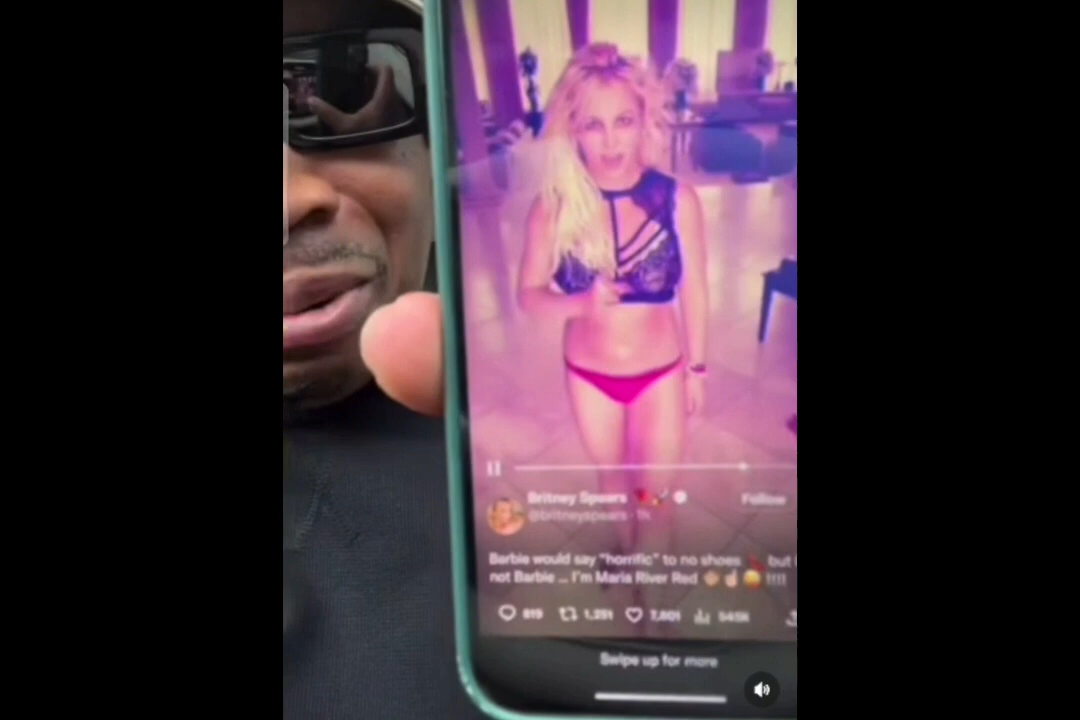 Britney Spears
Follow
@britneyspears · 1h
Barbie would say "horrific" to no shoes but
not Barbie ... I'm Maria River Red !!!!
819 1,251 7,801 545K
Swipe up for more